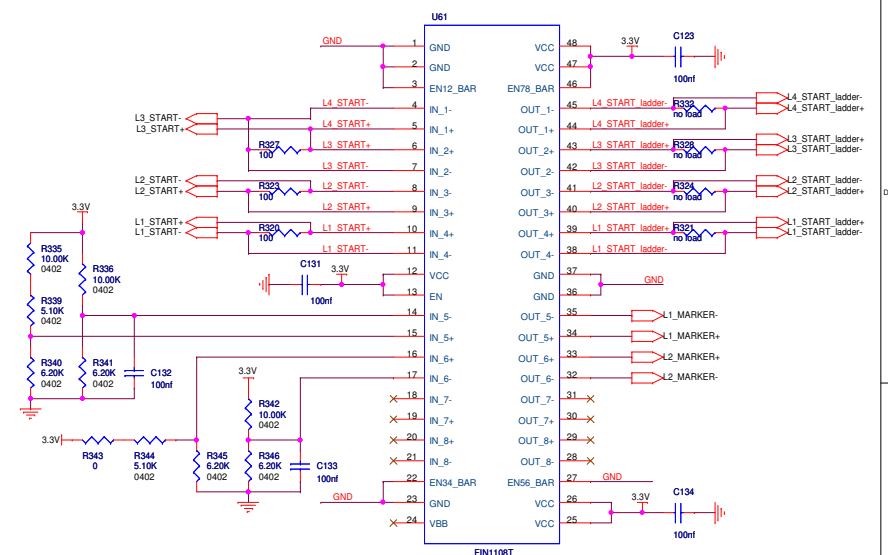 U61
GND 1 GND VCC 48 3.3V C123
2 GND VCC 47
3 EN12_BAR EN78_BAR 46 100nf
L4_START- 4 IN_1- OUT_1- 45 L4_START_ladder- R332 no load L4_START_ladder-
L3_START- L4_START_ladder+
L3_START+ L4_START+ 5 IN_1+ OUT_1+ 44 L4_START_ladder+
R327 100 L3_START+ 6 IN_2+ OUT_2+ 43 L3_START_ladder+ R328 no load L3_START_ladder+
L3_START_ladder-
L3_START- 7 IN_2- OUT_2- 42 L3_START_ladder-
L2_START- R323 100 L2_START- 8 IN_3- OUT_3- 41 L2_START_ladder- R324 no load L2_START_ladder-
L2_START+ L2_START_ladder+
L2_START+ 9 IN_3+ OUT_3+ 40 L2_START_ladder+
L1_START+ R320 100 L1_START+ 10 IN_4+ OUT_4+ 39 L1_START_ladder+ R321 no load L1_START_ladder+
L1_START- L1_START_ladder-
L1_START- 11 IN_4- OUT_4- 38 L1_START_ladder-
3.3V
R335
10.00K
0402
R336
10.00K
0402
C131 3.3V 12 VCC GND 37 GND
100nf 13 EN GND 36
R339
5.10K
0402
14 IN_5- OUT_5- 35 L1_MARKER-
15 IN_5+ OUT_5+ 34 L1_MARKER+
16 IN_6+ OUT_6+ 33 L2_MARKER+
17 IN_6- OUT_6- 32 L2_MARKER-
R340
6.20K
0402
R341
6.20K
0402
C132
100nf
3.3V
18 IN_7- OUT_7- 31
19 IN_7+ OUT_7+ 30
20 IN_8+ OUT_8+ 29
21 IN_8- OUT_8- 28
R342
10.00K
0402
3.3V
R343
0
R344
5.10K
0402
R345
6.20K
0402
R346
6.20K
0402
C133
100nf
22 EN34_BAR EN56_BAR 27 GND
GND 23 GND VCC 26 3.3V C134
24 VBB VCC 25
100nf
FIN1108T
D